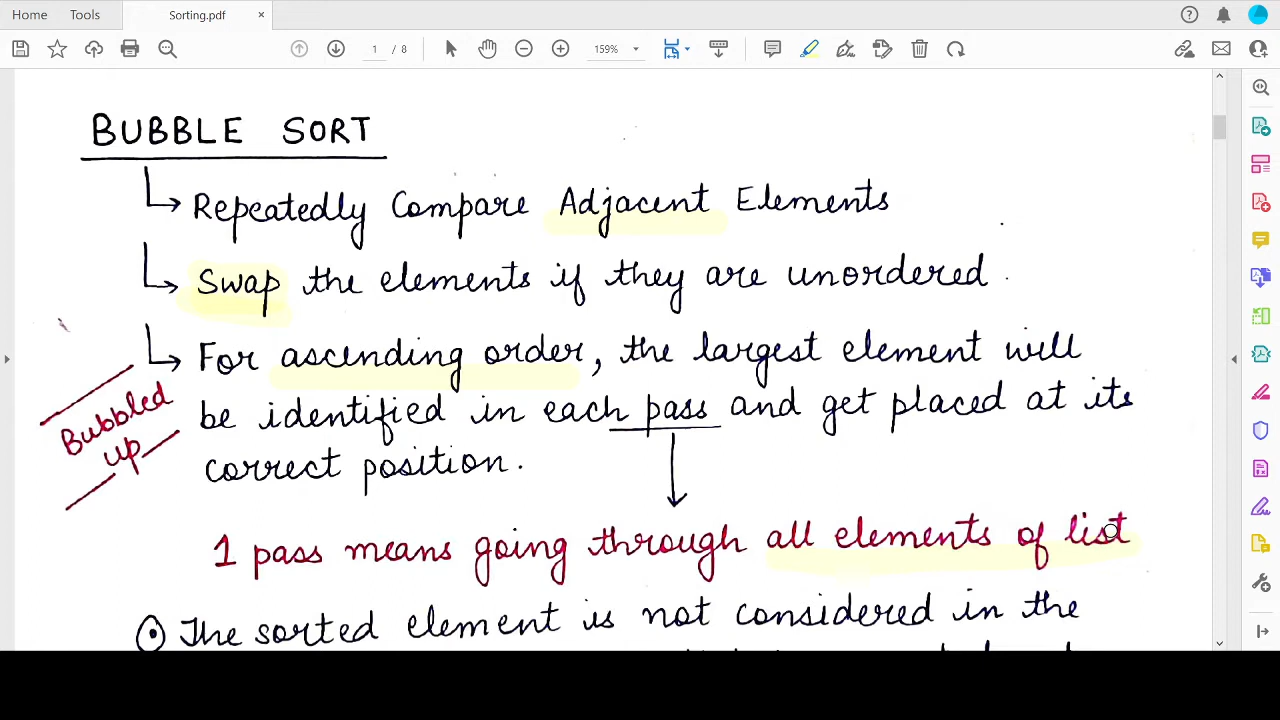 Home Tools Sorting.pdf ×
1 / 8 159%
BUBBLE SORT
Repeatedly Compare Adjacent Elements
Swap the elements if they are unordered.
For ascending order, the largest element will
be identified in each pass and get placed at its
correct position.
Bubbled
up
1 pass means going through all elements of list
The sorted element is not considered in the